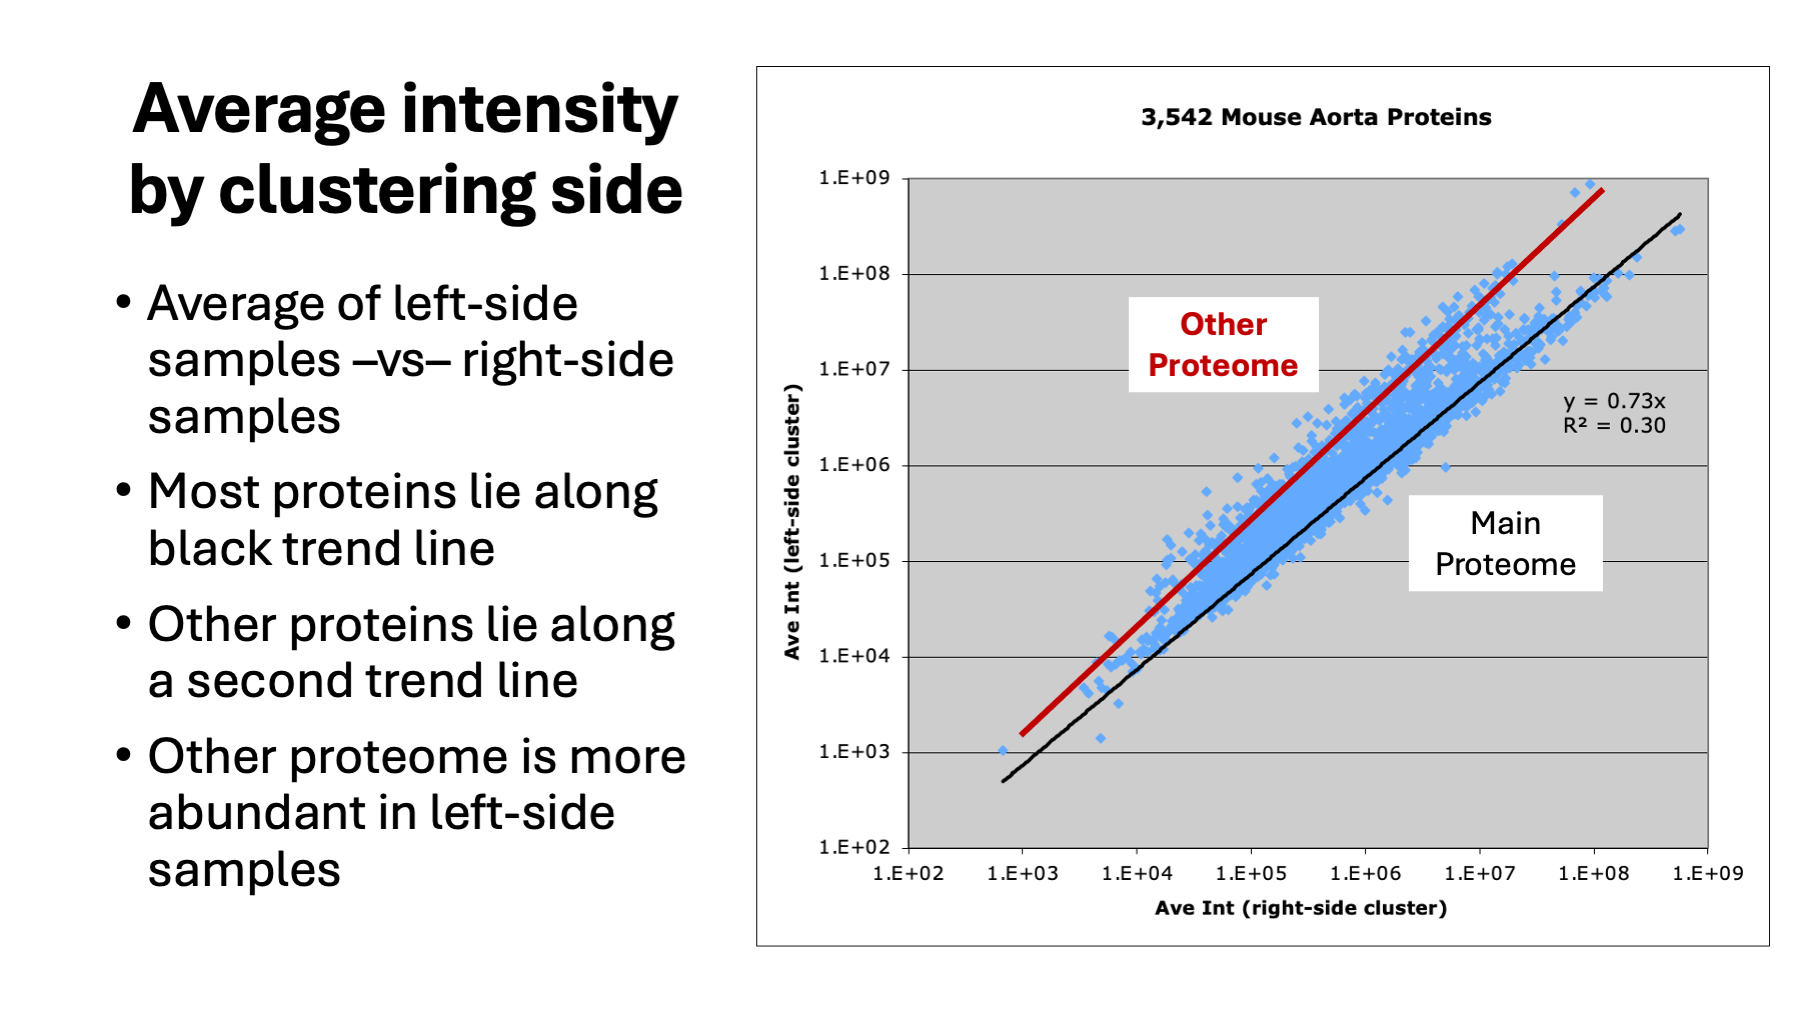 Average intensity
by clustering side
• Average of left-side
samples –vs– right-side
samples
• Most proteins lie along
black trend line
• Other proteins lie along
a second trend line
• Other proteome is more
abundant in left-side
samples
3,542 Mouse Aorta Proteins
1.E+09
1.E+08
1.E+07
1.E+06
1.E+05
1.E+04
1.E+03
1.E+02
Ave Int (left-side cluster)
Other
Proteome
y = 0.73x
R² = 0.30
Main
Proteome
1.E+02 1.E+03 1.E+04 1.E+05 1.E+06 1.E+07 1.E+08 1.E+09
Ave Int (right-side cluster)